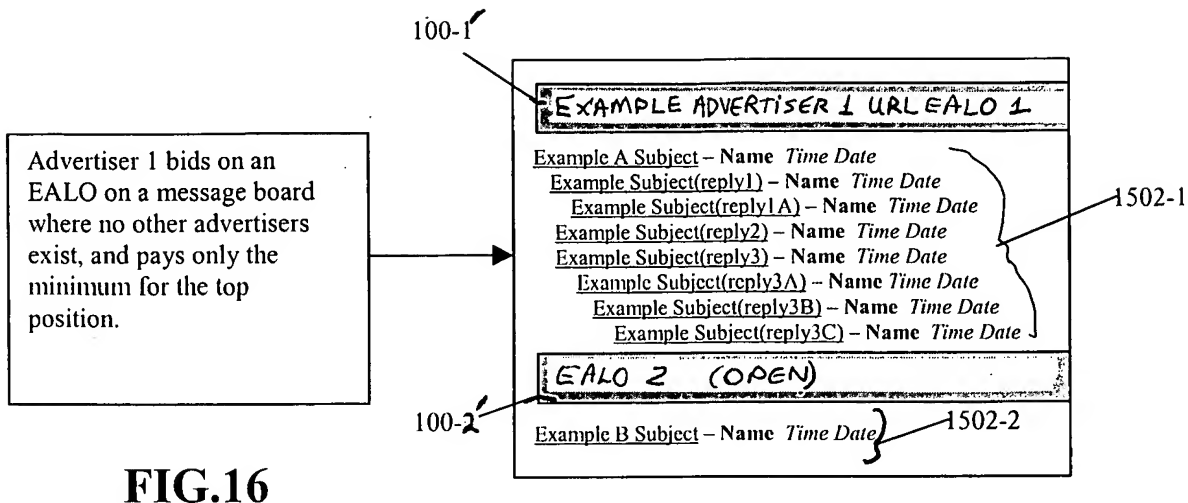 100-1'
EXAMPLE ADVERTiSER 1 URL EALO 1
Advertiser 1 bids on an
EALO on a message board
where no other advertisers
exist, and pays only the
minimum for the top
position.
Example A Subject – Name Time Date
Example Subject(reply1) – Name Time Date
Example Subject(reply1A) – Name Time Date
Example Subject(reply2) – Name Time Date
Example Subject(reply3) – Name Time Date
Example Subject(reply3A) – Name Time Date
Example Subject(reply3B) – Name Time Date
Example Subject(reply3C) – Name Time Date
1502-1
EALO 2 (OPEN)
100-2'
Example B Subject – Name Time Date
1502-2
FIG.16